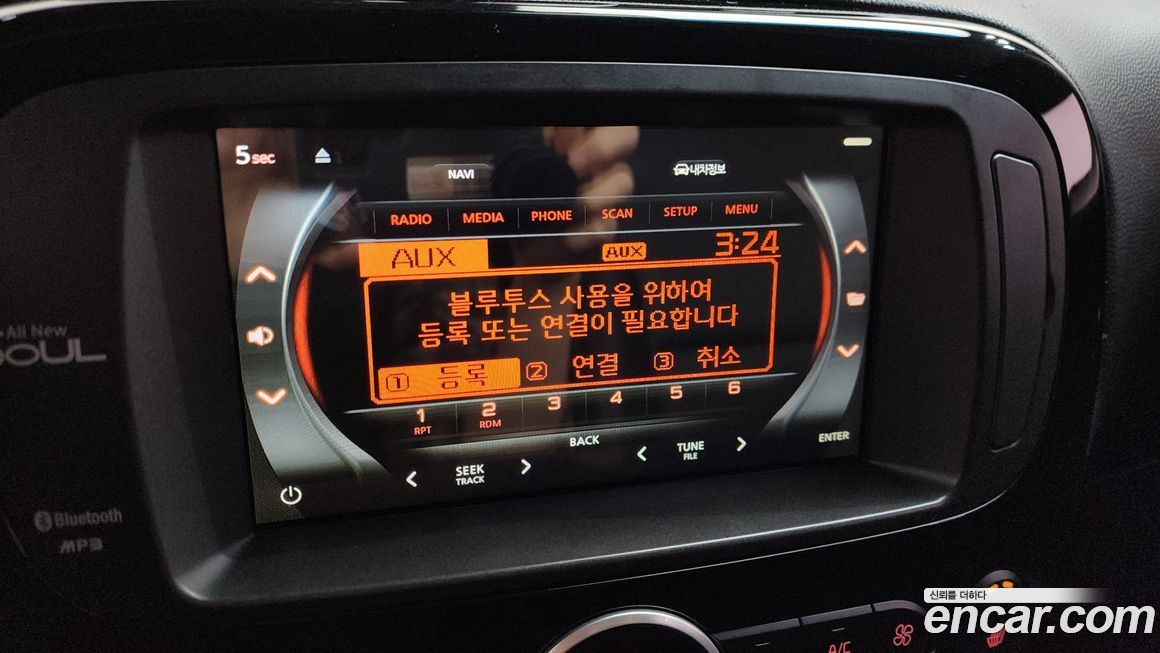 5 sec
NAVI
내차정보
RADIO MEDIA PHONE SCAN SETUP MENU
AUX AUX 3:24
블루투스 사용을 위하여
등록 또는 연결이 필요합니다
1 등록 2 연결 3 취소
1 2 3 4 5 6
RPT RDM
BACK
SEEK
TRACK
TUNE
FILE
ENTER
All New
SOUL
Bluetooth
MP3
A/C
신뢰를 더하다
encar.com